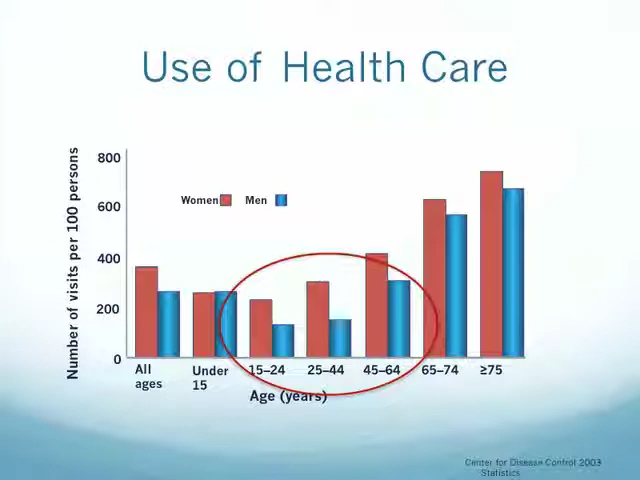 Use of Health Care
Number of visits per 100 persons
800
600
400
200
0
Women
Men
All ages
Under 15
15–24
25–44
45–64
65–74
≥75
Age (years)
Center for Disease Control 2003
Statistics